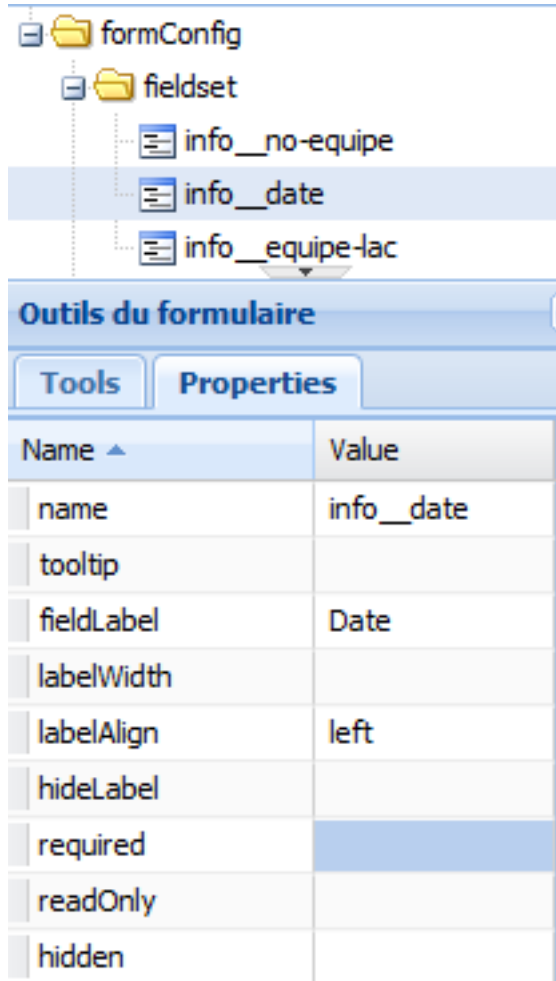 formConfig
fieldset
info__no-equipe
info__date
info__equipe-lac
Outils du formulaire
Tools Properties
Name Value
name info__date
tooltip
fieldLabel Date
labelWidth
labelAlign left
hideLabel
required
readOnly
hidden